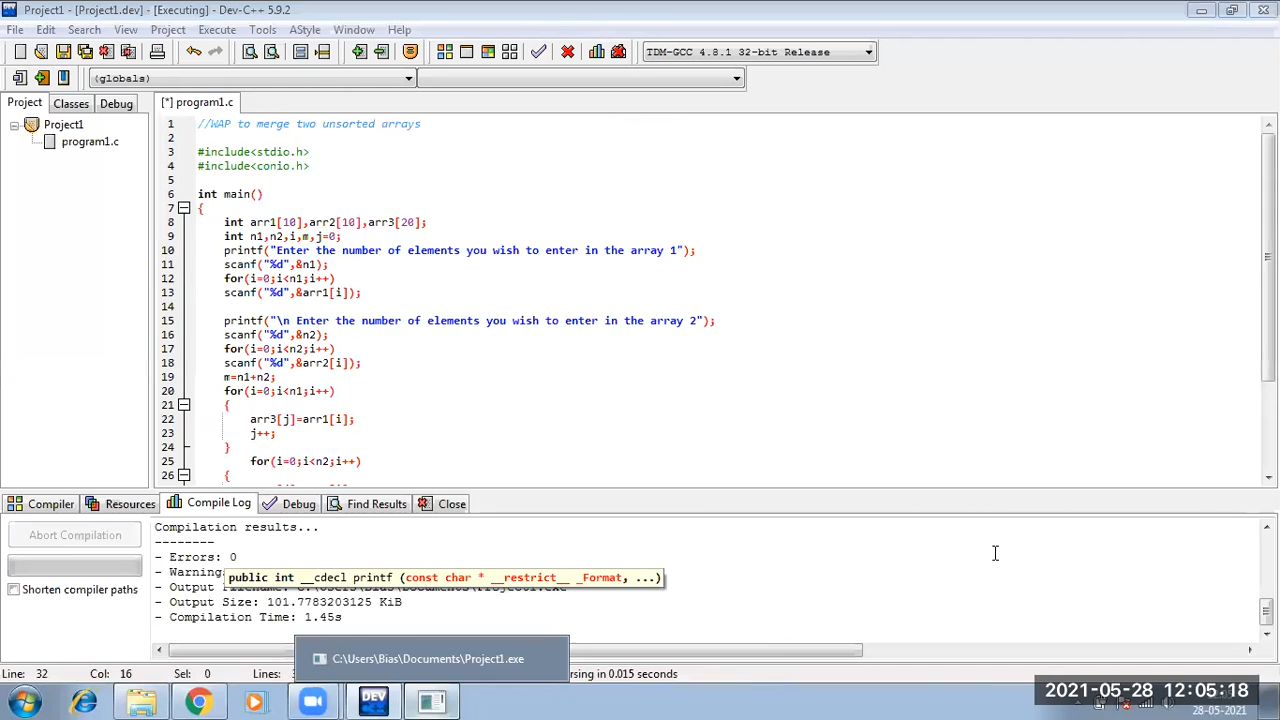 Project1 - [Project1.dev] - [Executing] - Dev-C++ 5.9.2
File Edit Search View Project Execute Tools AStyle Window Help
TDM-GCC 4.8.1 32-bit Release
(globals)
Project Classes Debug
[*] program1.c
Project1
program1.c
1 //WAP to merge two unsorted arrays
2
3 #include<stdio.h>
4 #include<conio.h>
5
6 int main()
7 {
8 int arr1[10],arr2[10],arr3[20];
9 int n1,n2,i,m,j=0;
10 printf("Enter the number of elements you wish to enter in the array 1");
11 scanf("%d",&n1);
12 for(i=0;i<n1;i++)
13 scanf("%d",&arr1[i]);
14
15 printf("\n Enter the number of elements you wish to enter in the array 2");
16 scanf("%d",&n2);
17 for(i=0;i<n2;i++)
18 scanf("%d",&arr2[i]);
19 m=n1+n2;
20 for(i=0;i<n1;i++)
21 {
22 arr3[j]=arr1[i];
23 j++;
24 }
25 for(i=0;i<n2;i++)
26 {
Compiler Resources Compile Log Debug Find Results Close
Abort Compilation
Shorten compiler paths
Compilation results...
--------
- Errors: 0
- Warning
public int __cdecl printf (const char * __restrict__ _Format, ...)
- Output
- Output Size: 101.7783203125 KiB
- Compilation Time: 1.45s
C:\Users\Bias\Documents\Project1.exe
Line: 32 Col: 16 Sel: 0 Lines: rsing in 0.015 seconds
DEV
2021-05-28 12:05:18
28-05-2021